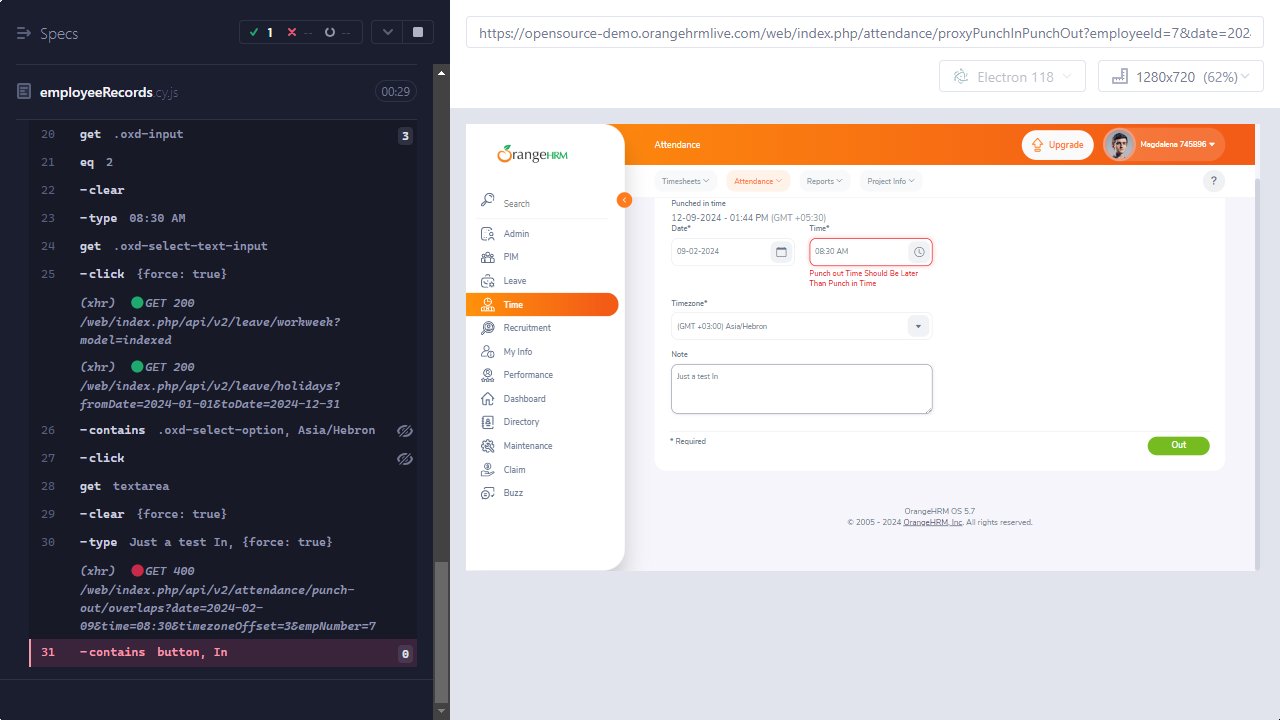 Specs
1
--
--
employeeRecords.cy.js
00:29
20 get .oxd-input 3
21 eq 2
22 -clear
23 -type 08:30 AM
24 get .oxd-select-text-input
25 -click {force: true}
(xhr) GET 200
/web/index.php/api/v2/leave/workweek?
model=indexed
(xhr) GET 200
/web/index.php/api/v2/leave/holidays?
fromDate=2024-01-01&toDate=2024-12-31
26 -contains .oxd-select-option, Asia/Hebron
27 -click
28 get textarea
29 -clear {force: true}
30 -type Just a test In, {force: true}
(xhr) GET 400
/web/index.php/api/v2/attendance/punch-
out/overlaps?date=2024-02-
09&time=08:30&timezoneOffset=3&empNumber=7
31 -contains button, In 0
https://opensource-demo.orangehrmlive.com/web/index.php/attendance/proxyPunchInPunchOut?employeeId=7&date=202
Electron 118
1280x720 (62%)
OrangeHRM
Attendance
Upgrade
Magdalena 745896
Timesheets
Attendance
Reports
Project Info
?
Search
Admin
PIM
Leave
Time
Recruitment
My Info
Performance
Dashboard
Directory
Maintenance
Claim
Buzz
Punched in time
12-09-2024 - 01:44 PM (GMT +05:30)
Date*
Time*
09-02-2024
08:30 AM
Punch out Time Should Be Later
Than Punch in Time
Timezone*
(GMT +03:00) Asia/Hebron
Note
Just a test In
* Required
Out
OrangeHRM OS 5.7
© 2005 - 2024 OrangeHRM, Inc. All rights reserved.